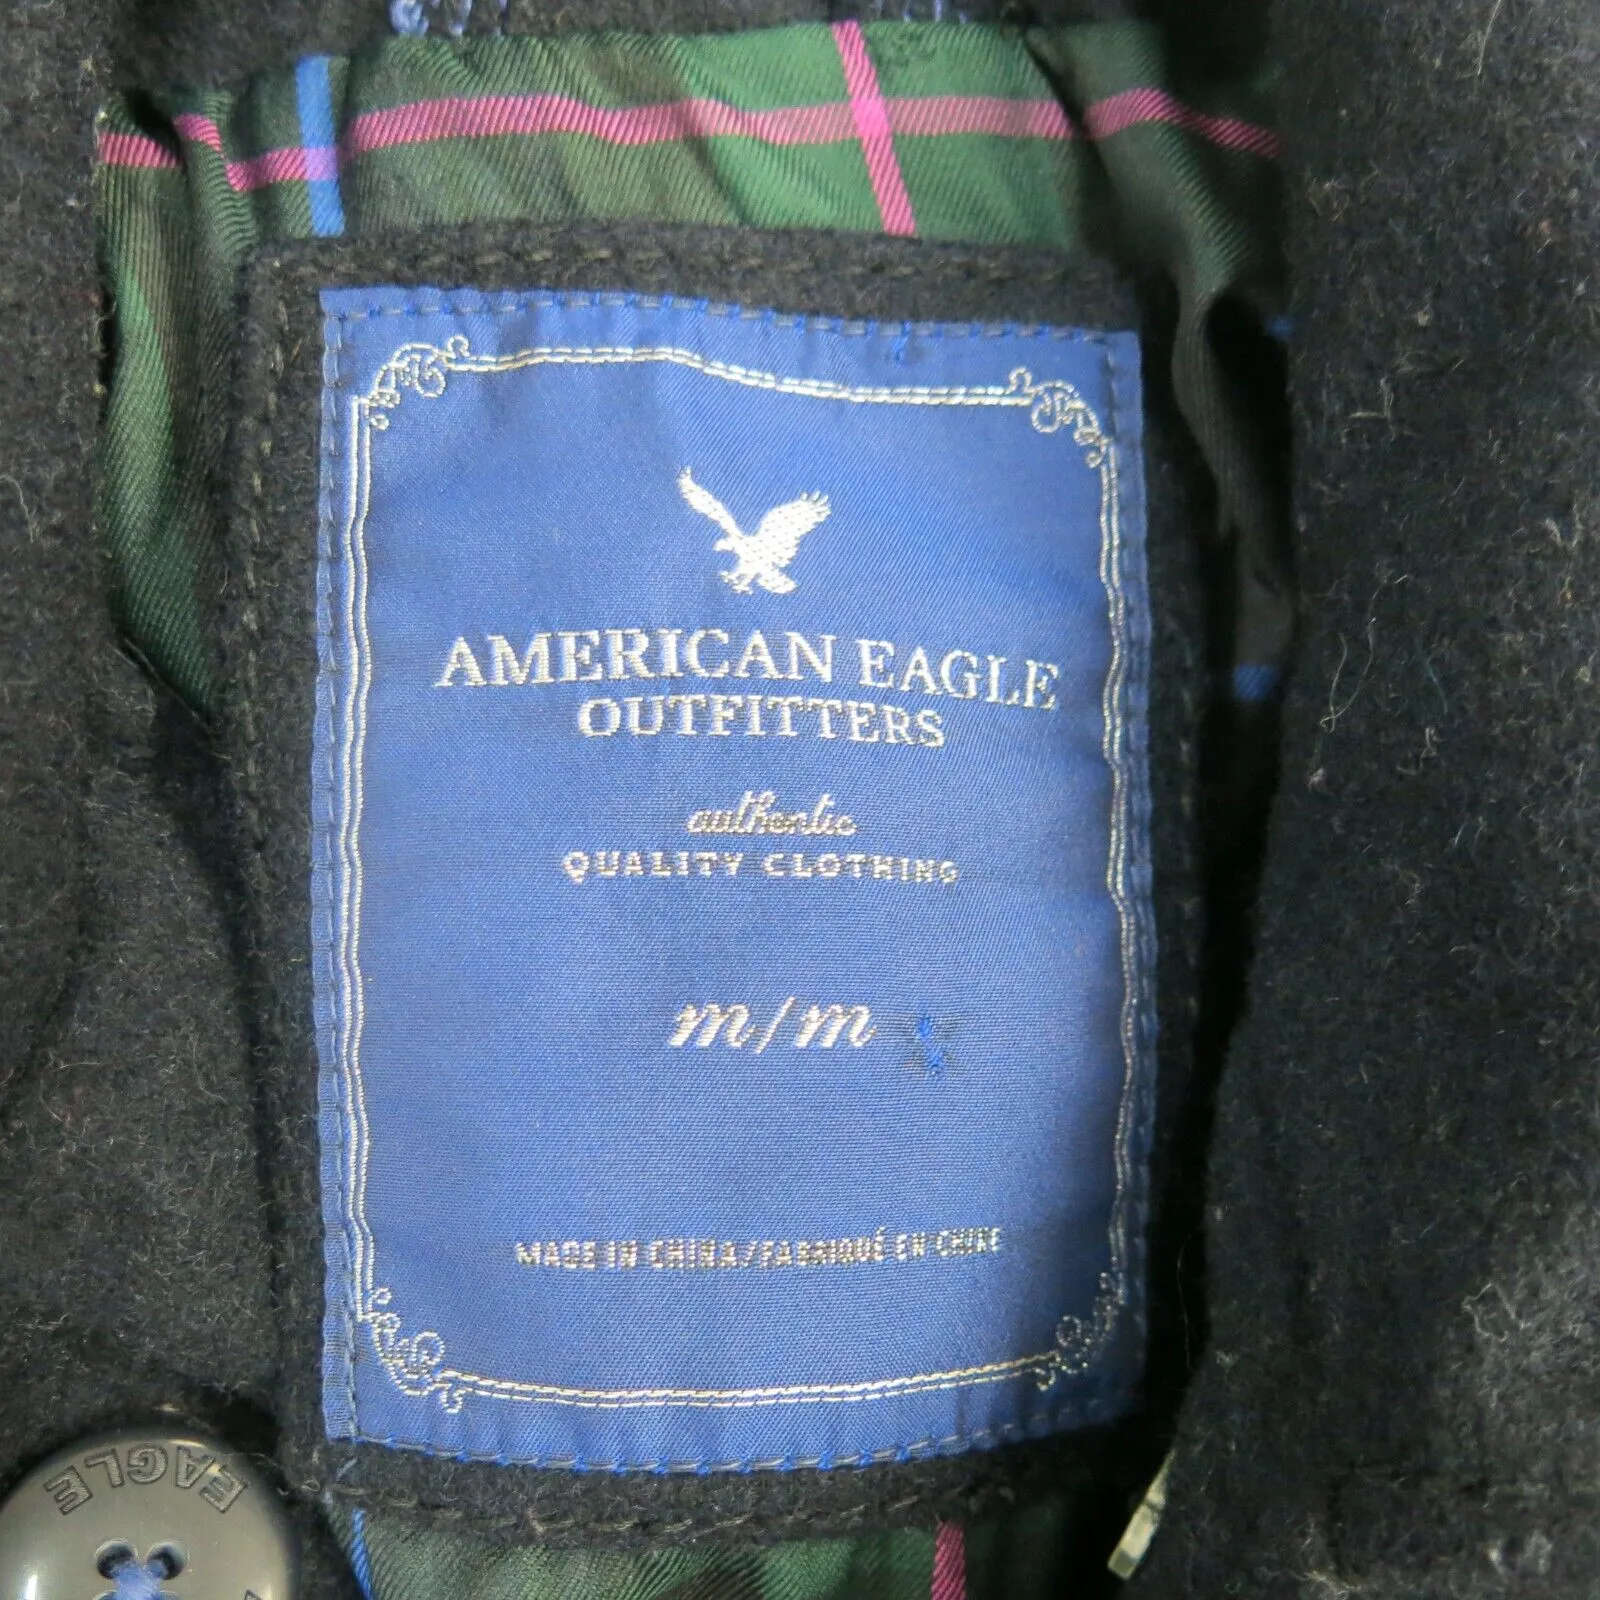 AMERICAN EAGLE
OUTFITTERS
authentic
QUALITY CLOTHING
m/m
MADE IN CHINA/FABRIQUÉ EN CHINE
EAGLE